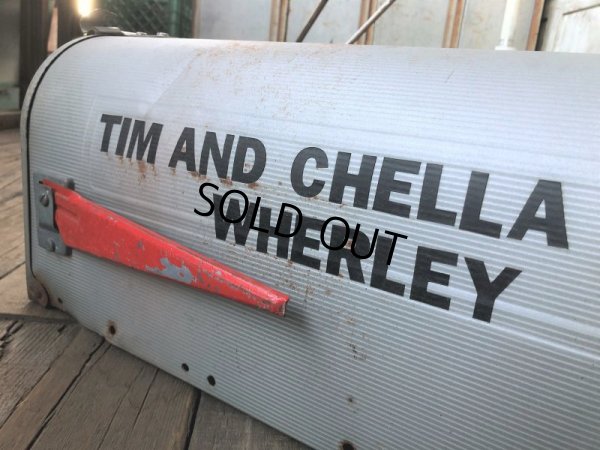 TIM AND CHELLA
WHERLEY
SOLD OUT